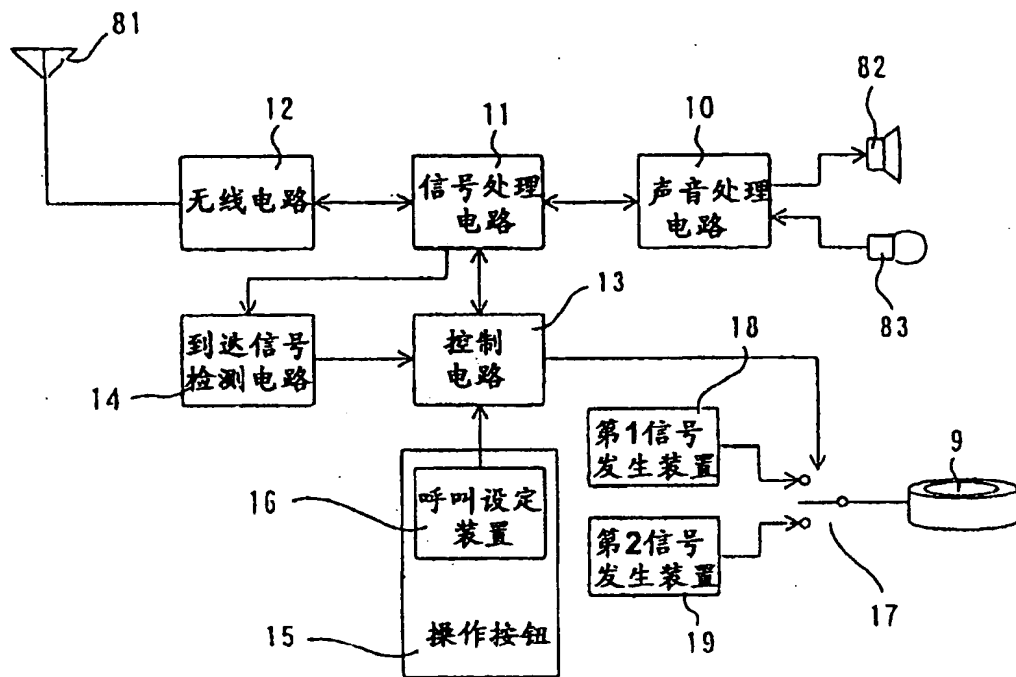 81
12
11
10
82
无线电路
信号处理
电路
声音处理
电路
13
83
到达信号
检测电路
14
控制
电路
18
第1信号
发生装置
9
16
呼叫设定
装置
第2信号
发生装置
17
15
操作按钮
19